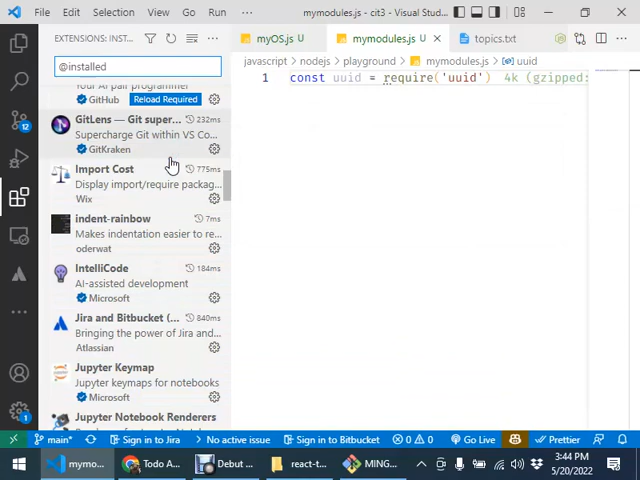 File Edit Selection View Go Run ··· mymodules.js - cit3 - Visual Stud...
EXTENSIONS: INST... myOS.js mymodules.js U topics.txt
javascript > nodejs > playground > mymodules.js > uuid
@installed
1 const uuid = require('uuid') 4k (gzipped:
Your AI pair programmer
GitHub Reload Required
GitLens — Git super... 232ms
Supercharge Git within VS Co...
GitKraken
Import Cost 775ms
Display import/require packag...
Wix
indent-rainbow 7ms
Makes indentation easier to re...
oderwat
IntelliCode 184ms
AI-assisted development
Microsoft
Jira and Bitbucket (... 840ms
Bringing the power of Jira and...
Atlassian
Jupyter Keymap
Jupyter keymaps for notebooks
Microsoft
Jupyter Notebook Renderers
12
1
main* Sign in to Jira No active issue Sign in to Bitbucket 0 0 Go Live Prettier
mymo... Todo A... Debut ... react-t... MING... 3:44 PM
5/20/2022